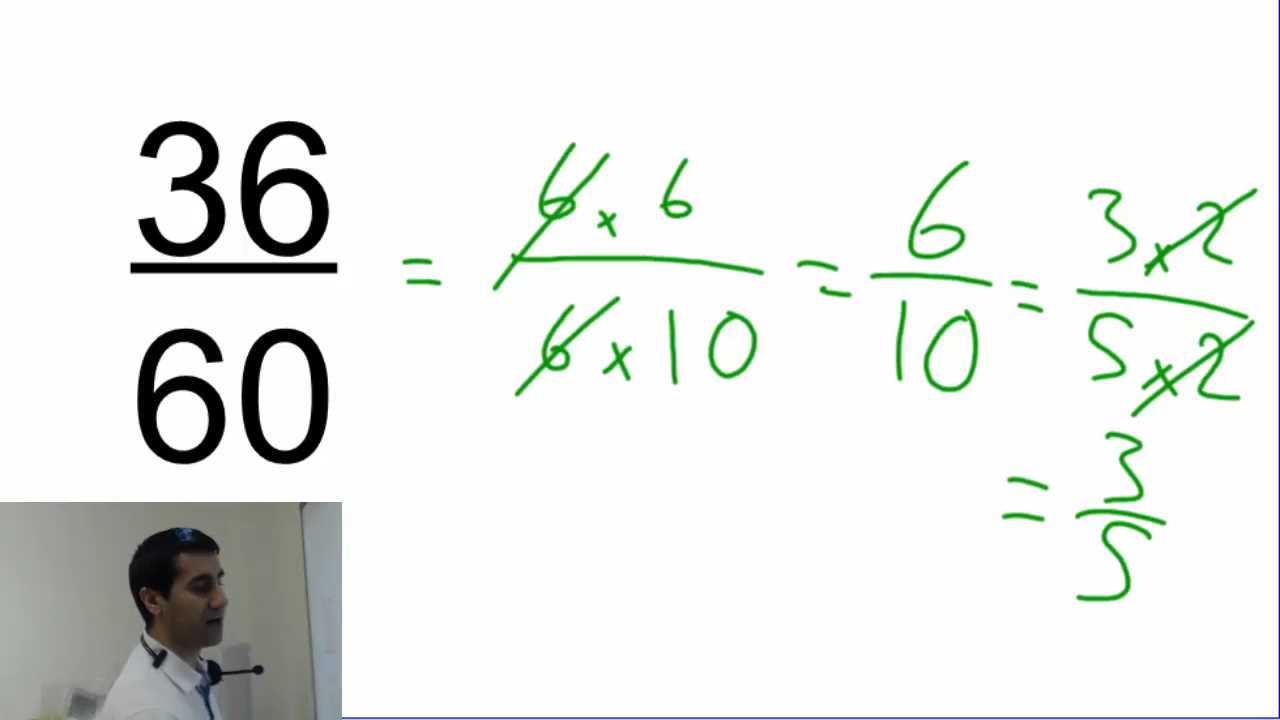 36/60 = 6 x 6 / 6 x 10 = 6/10 = 3 x 2 / 5 x 2
= 3/5